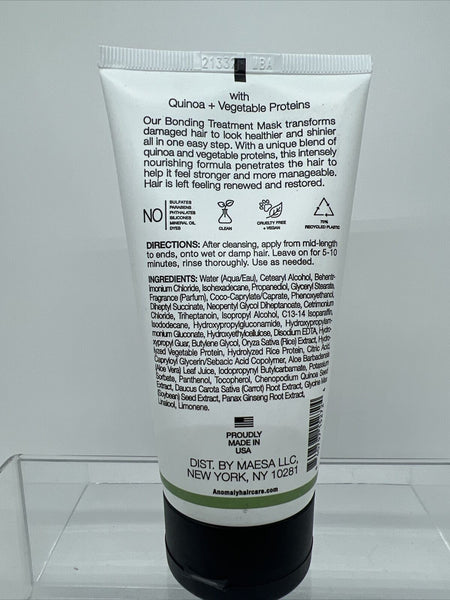 21332 WBA
with
Quinoa + Vegetable Proteins
Our Bonding Treatment Mask transforms
damaged hair to look healthier and shinier
all in one easy step. With a unique blend of
quinoa and vegetable proteins, this intensely
nourishing formula penetrates the hair to
help it feel stronger and more manageable.
Hair is left feeling renewed and restored.
NO
SULFATES
PARABENS
PHTHALATES
SILICONES
MINERAL OIL
DYES
CLEAN
CRUELTY FREE
+ VEGAN
RECYCLED PLASTIC
DIRECTIONS: After cleansing, apply from mid-length
to ends, onto wet or damp hair. Leave on for 5-10
minutes, rinse thoroughly. Use as needed.
INGREDIENTS: Water (Aqua/Eau), Cetearyl Alcohol, Behentr-
imonium Chloride, Isohexadecane, Propanediol, Glyceryl Stearate,
Fragrance (Parfum), Coco-Caprylate/Caprate, Phenoxyethanol,
Diheptyl Succinate, Neopentyl Glycol Diheptanoate, Cetrimonium
Chloride, Triheptanoin, Isopropyl Alcohol, C13-14 Isoparaffin,
Isododecane, Hydroxypropylgluconamide, Hydroxypropylam-
monium Gluconate, Hydroxyethylcellulose, Disodium EDTA, Hydr-
oxypropyl Guar, Butylene Glycol, Oryza Sativa (Rice) Extract, Hydro-
lyzed Vegetable Protein, Hydrolyzed Rice Protein, Citric Acid,
Capryloyl Glycerin/Sebacic Acid Copolymer, Aloe Barbadensis
(Aloe Vera) Leaf Juice, Iodopropynyl Butylcarbamate, Potassium
Sorbate, Panthenol, Tocopherol, Chenopodium Quinoa Seed
Extract, Daucus Carota Sativa (Carrot) Root Extract, Glycine Max
(Soybean) Seed Extract, Panax Ginseng Root Extract,
Linalool, Limonene.
PROUDLY
MADE IN
USA
DIST. BY MAESA LLC,
NEW YORK, NY 10281
Anomalyhaircare.com